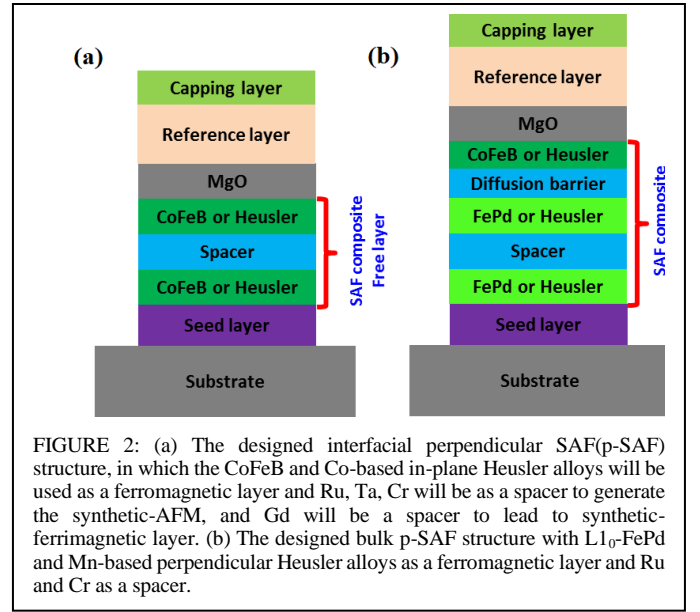 (a)
Capping layer
Reference layer
MgO
CoFeB or Heusler
Spacer
CoFeB or Heusler
Seed layer
Substrate
SAF composite
Free layer
(b)
Capping layer
Reference layer
MgO
CoFeB or Heusler
Diffusion barrier
FePd or Heusler
Spacer
FePd or Heusler
Seed layer
Substrate
SAF composite
FIGURE 2: (a) The designed interfacial perpendicular SAF(p-SAF)
structure, in which the CoFeB and Co-based in-plane Heusler alloys will be
used as a ferromagnetic layer and Ru, Ta, Cr will be as a spacer to generate
the synthetic-AFM, and Gd will be a spacer to lead to synthetic-
ferrimagnetic layer. (b) The designed bulk p-SAF structure with L1₀-FePd
and Mn-based perpendicular Heusler alloys as a ferromagnetic layer and Ru
and Cr as a spacer.